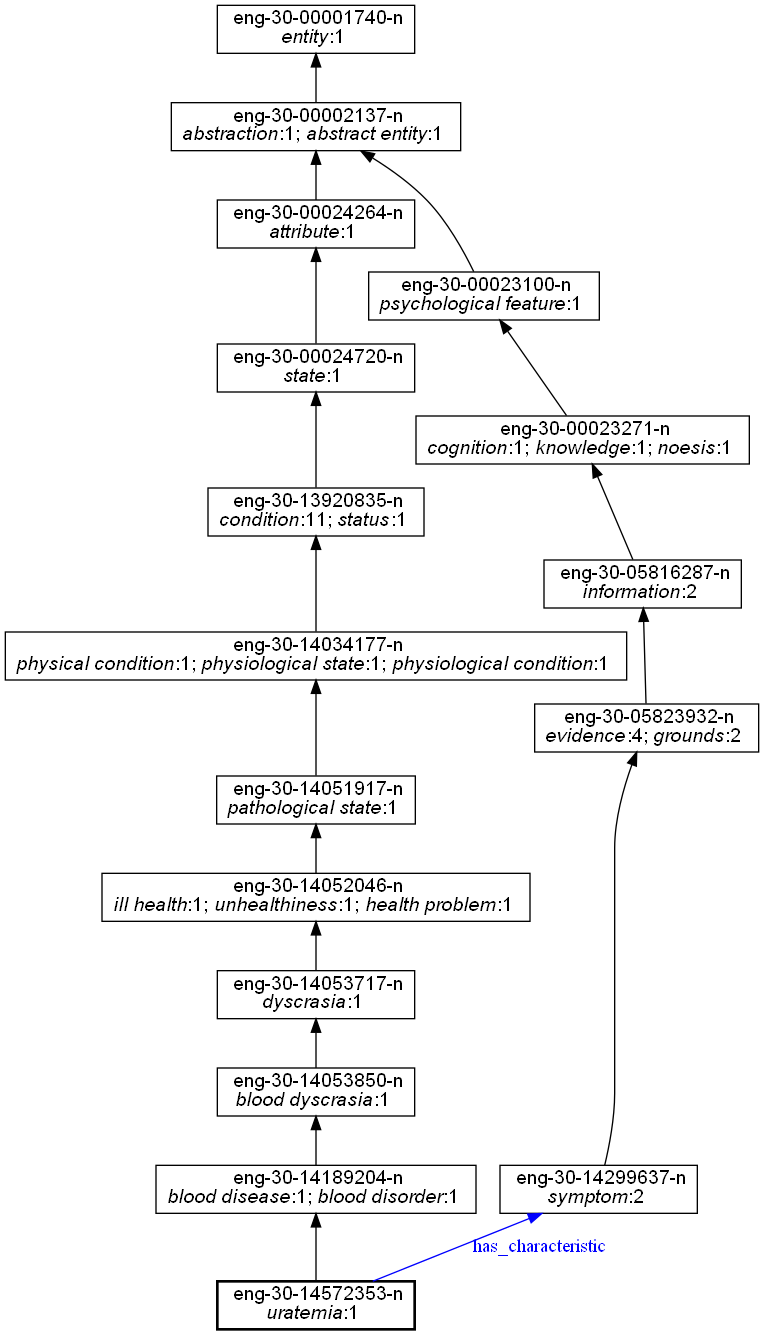 eng-30-00001740-n
entity:1
eng-30-00002137-n
abstraction:1; abstract entity:1
eng-30-00024264-n
attribute:1
eng-30-00023100-n
psychological feature:1
eng-30-00024720-n
state:1
eng-30-00023271-n
cognition:1; knowledge:1; noesis:1
eng-30-13920835-n
condition:11; status:1
eng-30-05816287-n
information:2
eng-30-14034177-n
physical condition:1; physiological state:1; physiological condition:1
eng-30-05823932-n
evidence:4; grounds:2
eng-30-14051917-n
pathological state:1
eng-30-14052046-n
ill health:1; unhealthiness:1; health problem:1
eng-30-14053717-n
dyscrasia:1
eng-30-14053850-n
blood dyscrasia:1
eng-30-14189204-n
blood disease:1; blood disorder:1
eng-30-14299637-n
symptom:2
has_characteristic
eng-30-14572353-n
uratemia:1